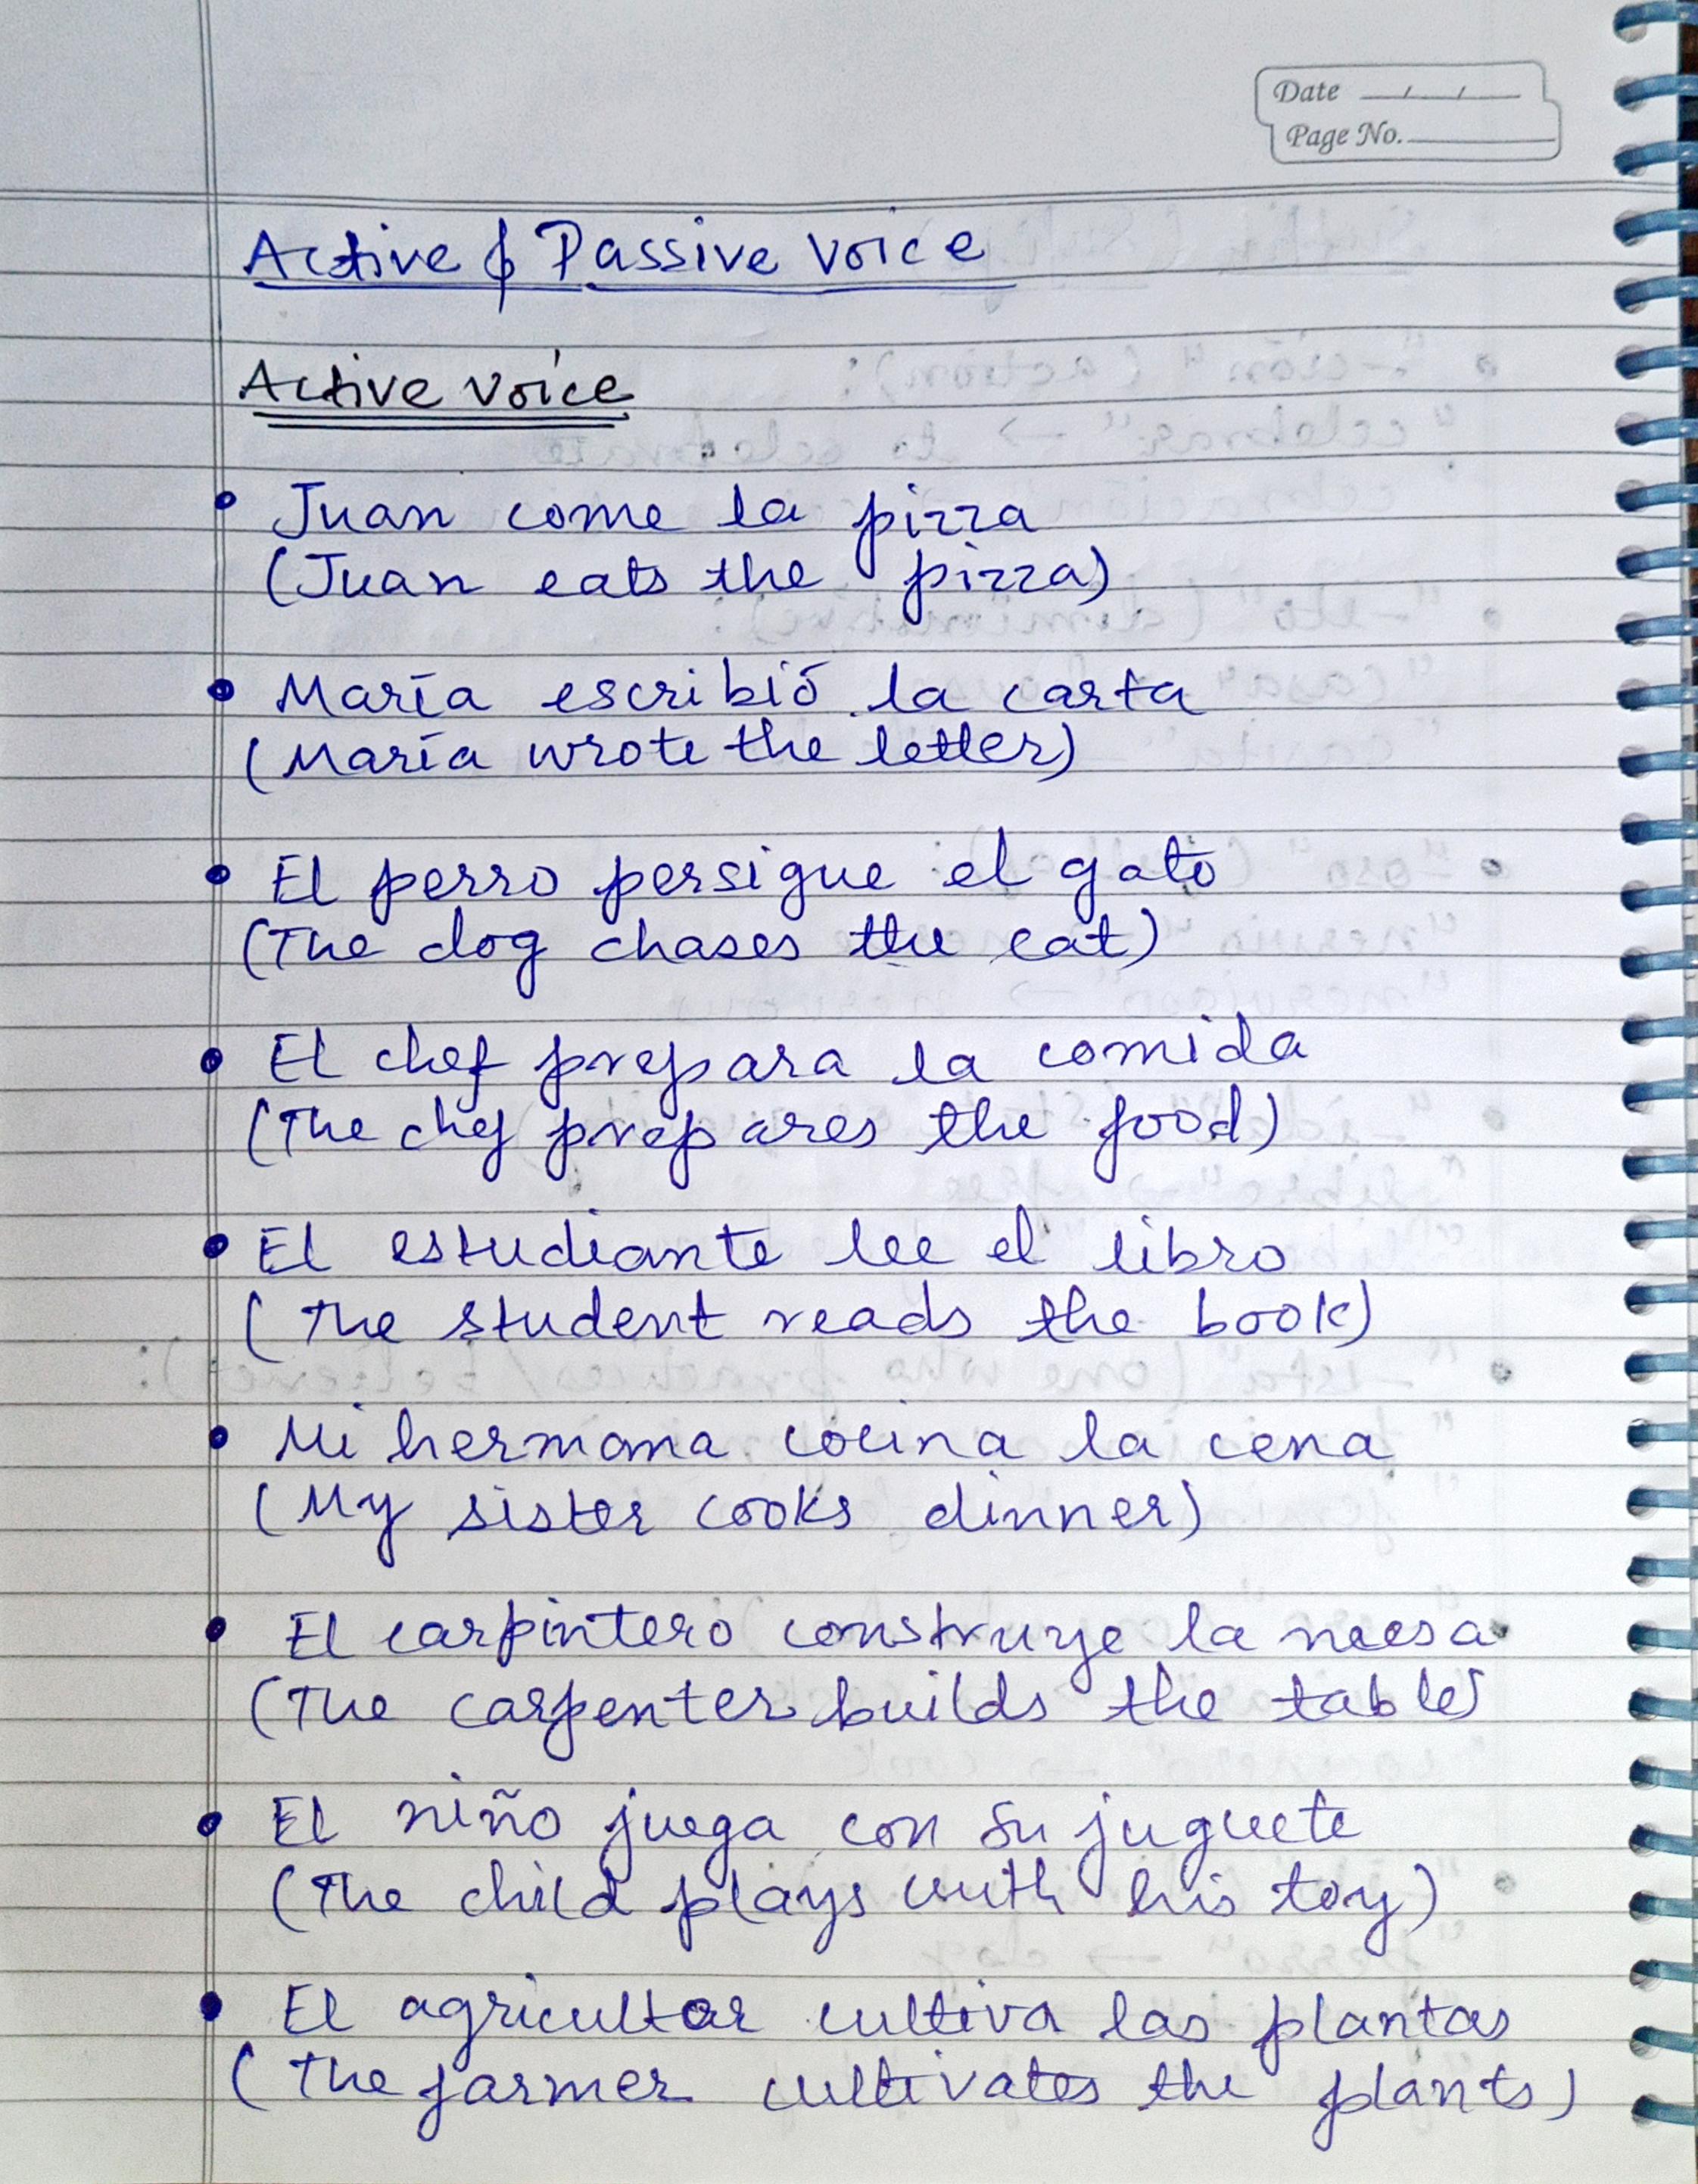 Date / /
Page No.
Active & Passive Voice
Active voice
• Juan come la pizza
(Juan eats the pizza)
• María escribió la carta
(María wrote the letter)
• El perro persigue el gato
(The dog chases the cat)
• El chef prepara la comida
(The chef prepares the food)
• El estudiante lee el libro
(The student reads the book)
• Mi hermana cocina la cena
(My sister cooks dinner)
• El carpintero construye la mesa
(The carpenter builds the table)
• El niño juega con su juguete
(The child plays with his toy)
• El agricultor cultiva las plantas
(The farmer cultivates the plants)